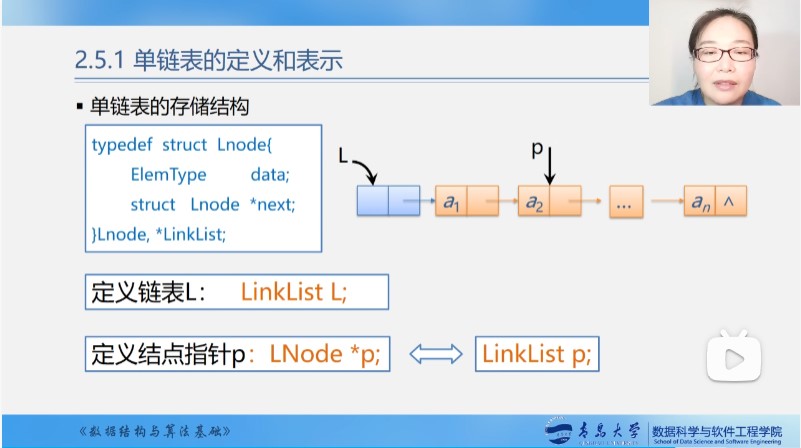 2.5.1 单链表的定义和表示
▪ 单链表的存储结构
typedef struct Lnode{
ElemType data;
struct Lnode *next;
}Lnode, *LinkList;
L
p
a1 a2 ... an ∧
定义链表L： LinkList L;
定义结点指针p：LNode *p; LinkList p;
《数据结构与算法基础》
青岛大学
数据科学与软件工程学院
School of Data Science and Software Engineering